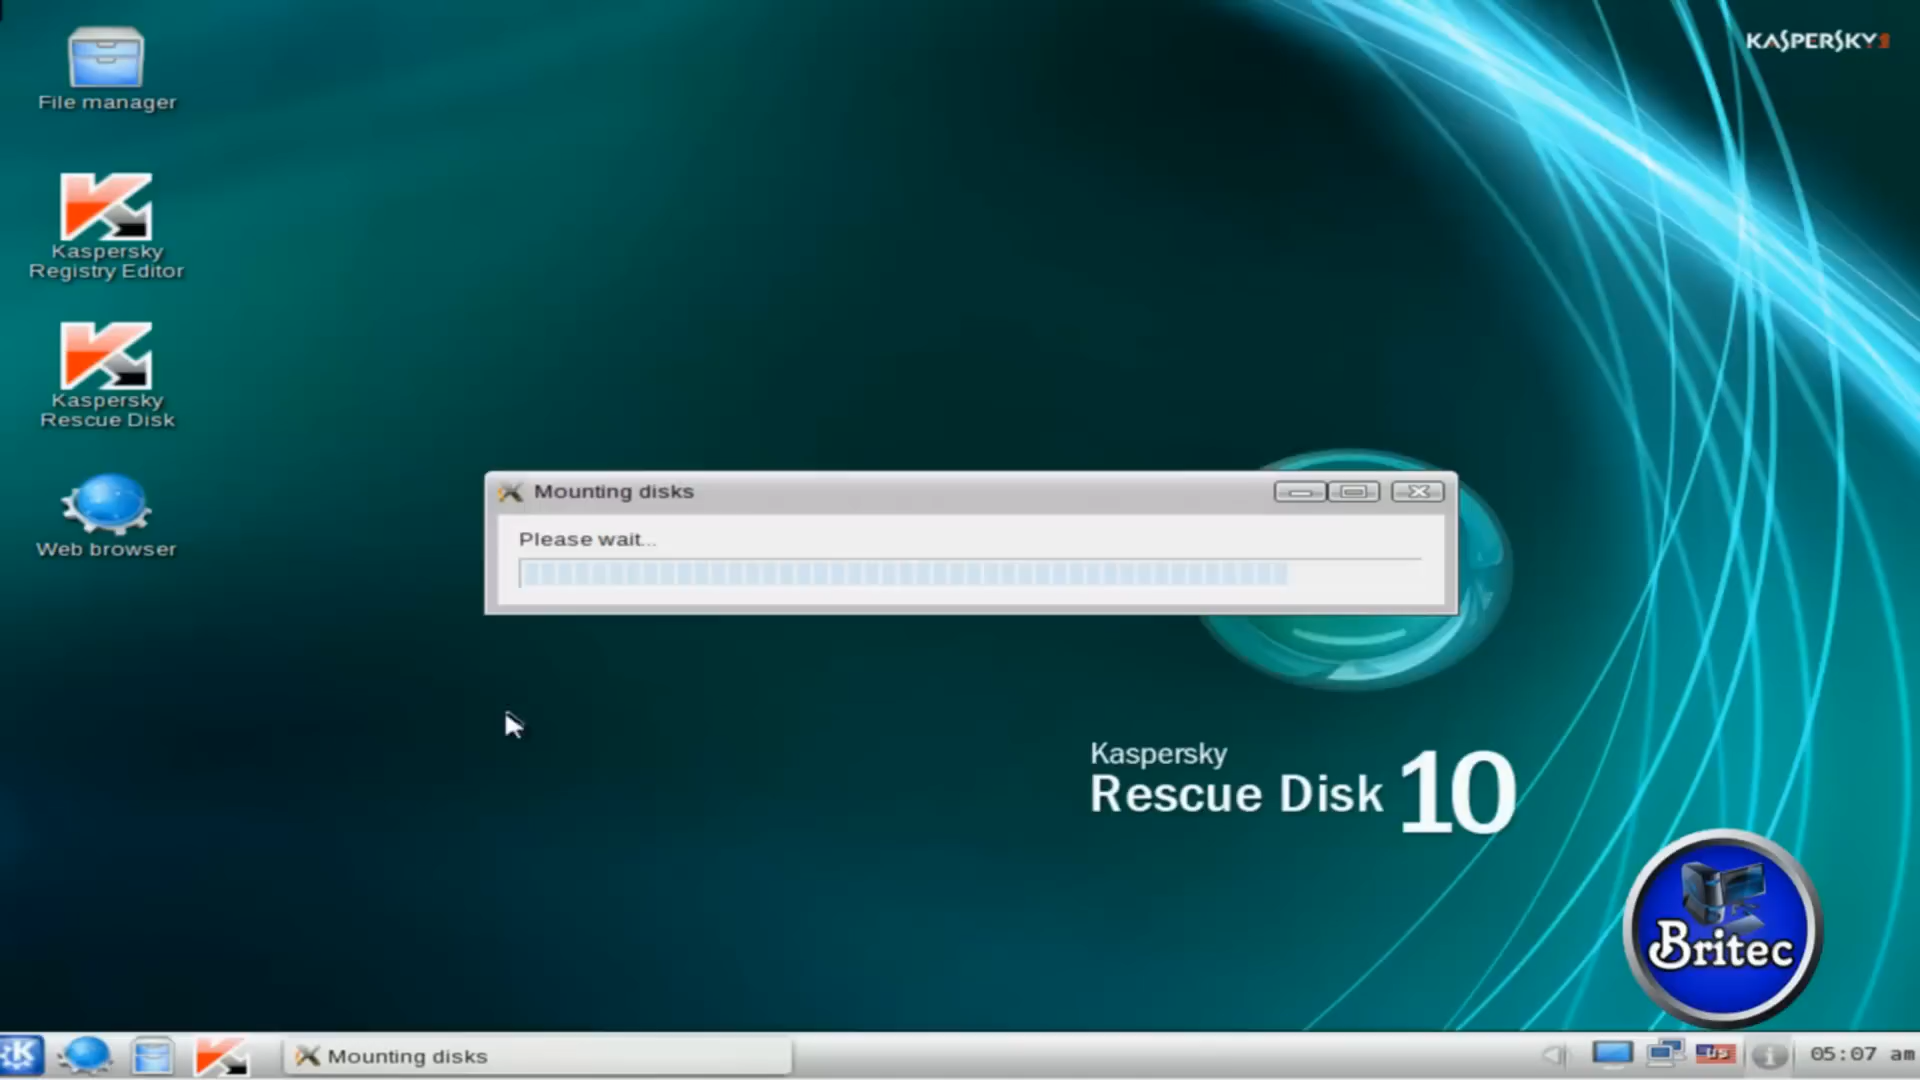 File manager
KASPERSKY
Kaspersky
Registry Editor
Kaspersky
Rescue Disk
Web browser
Mounting disks
Please wait...
Kaspersky
Rescue Disk 10
Britec
Mounting disks
US
05:07 am